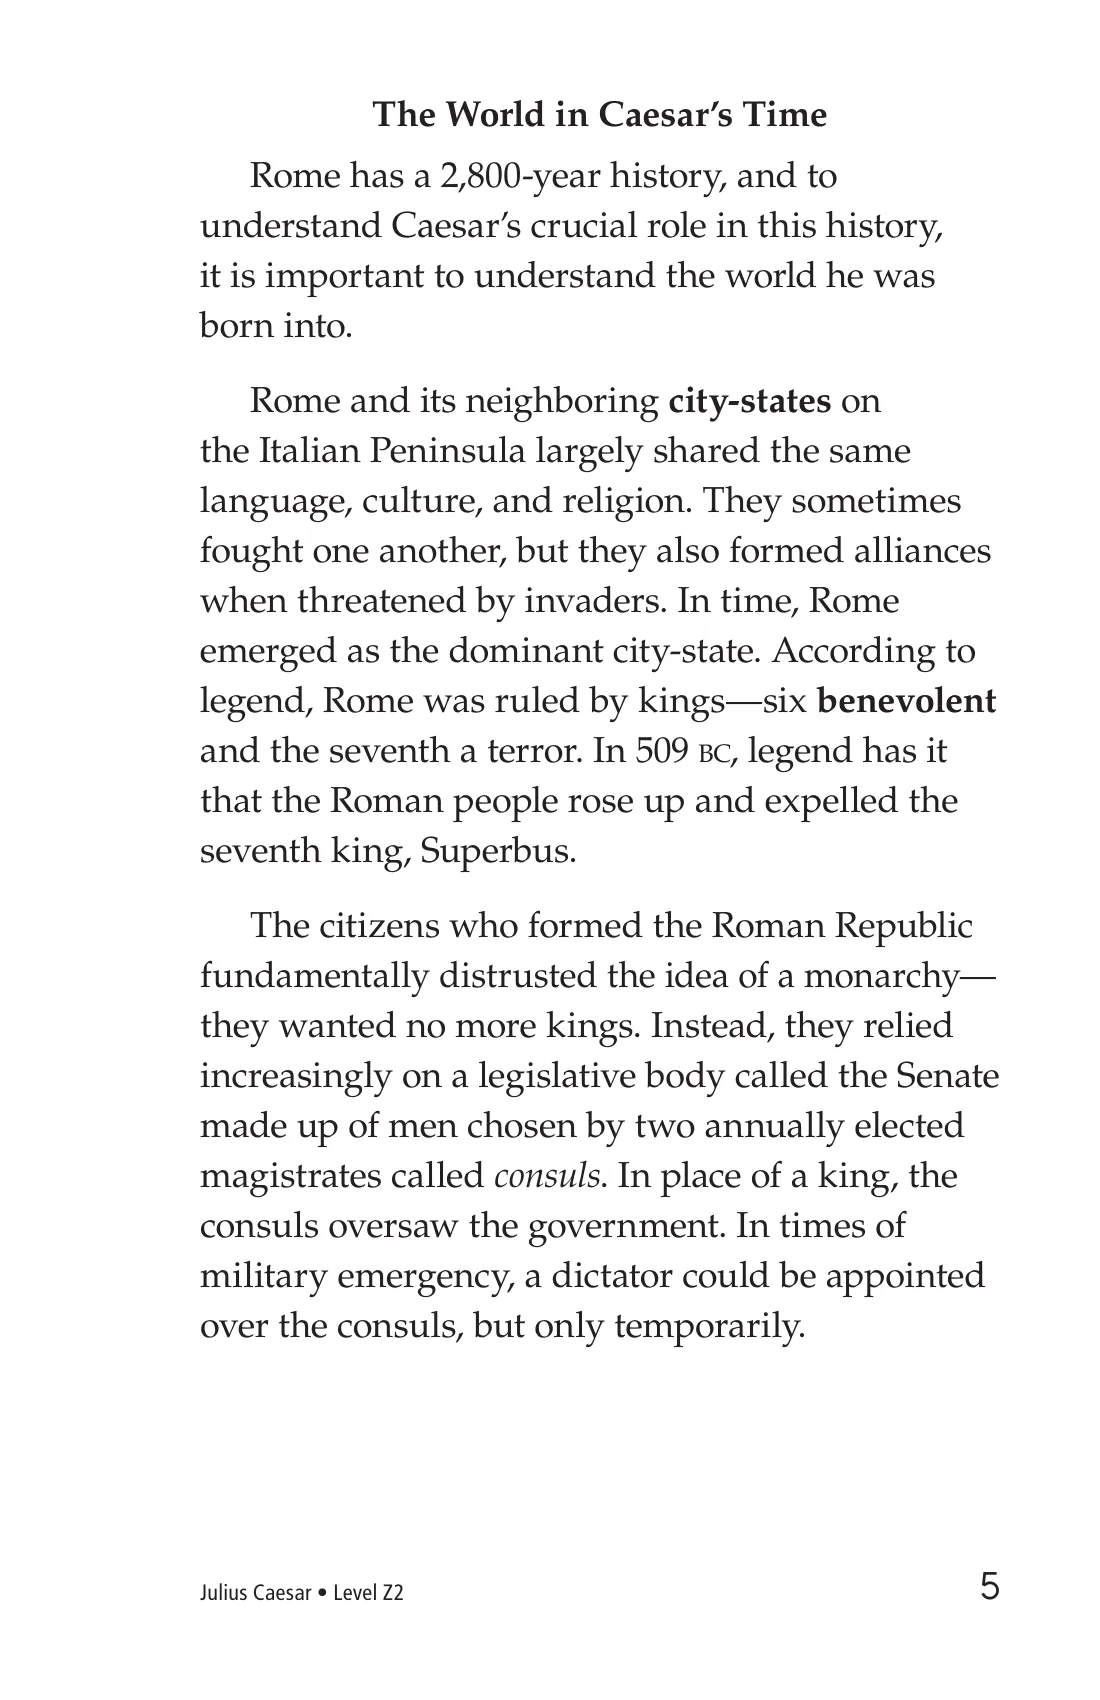 The World in Caesar’s Time
Rome has a 2,800-year history, and to
understand Caesar’s crucial role in this history,
it is important to understand the world he was
born into.
Rome and its neighboring city-states on
the Italian Peninsula largely shared the same
language, culture, and religion. They sometimes
fought one another, but they also formed alliances
when threatened by invaders. In time, Rome
emerged as the dominant city-state. According to
legend, Rome was ruled by kings—six benevolent
and the seventh a terror. In 509 BC, legend has it
that the Roman people rose up and expelled the
seventh king, Superbus.
The citizens who formed the Roman Republic
fundamentally distrusted the idea of a monarchy—
they wanted no more kings. Instead, they relied
increasingly on a legislative body called the Senate
made up of men chosen by two annually elected
magistrates called consuls. In place of a king, the
consuls oversaw the government. In times of
military emergency, a dictator could be appointed
over the consuls, but only temporarily.
Julius Caesar • Level Z2
5